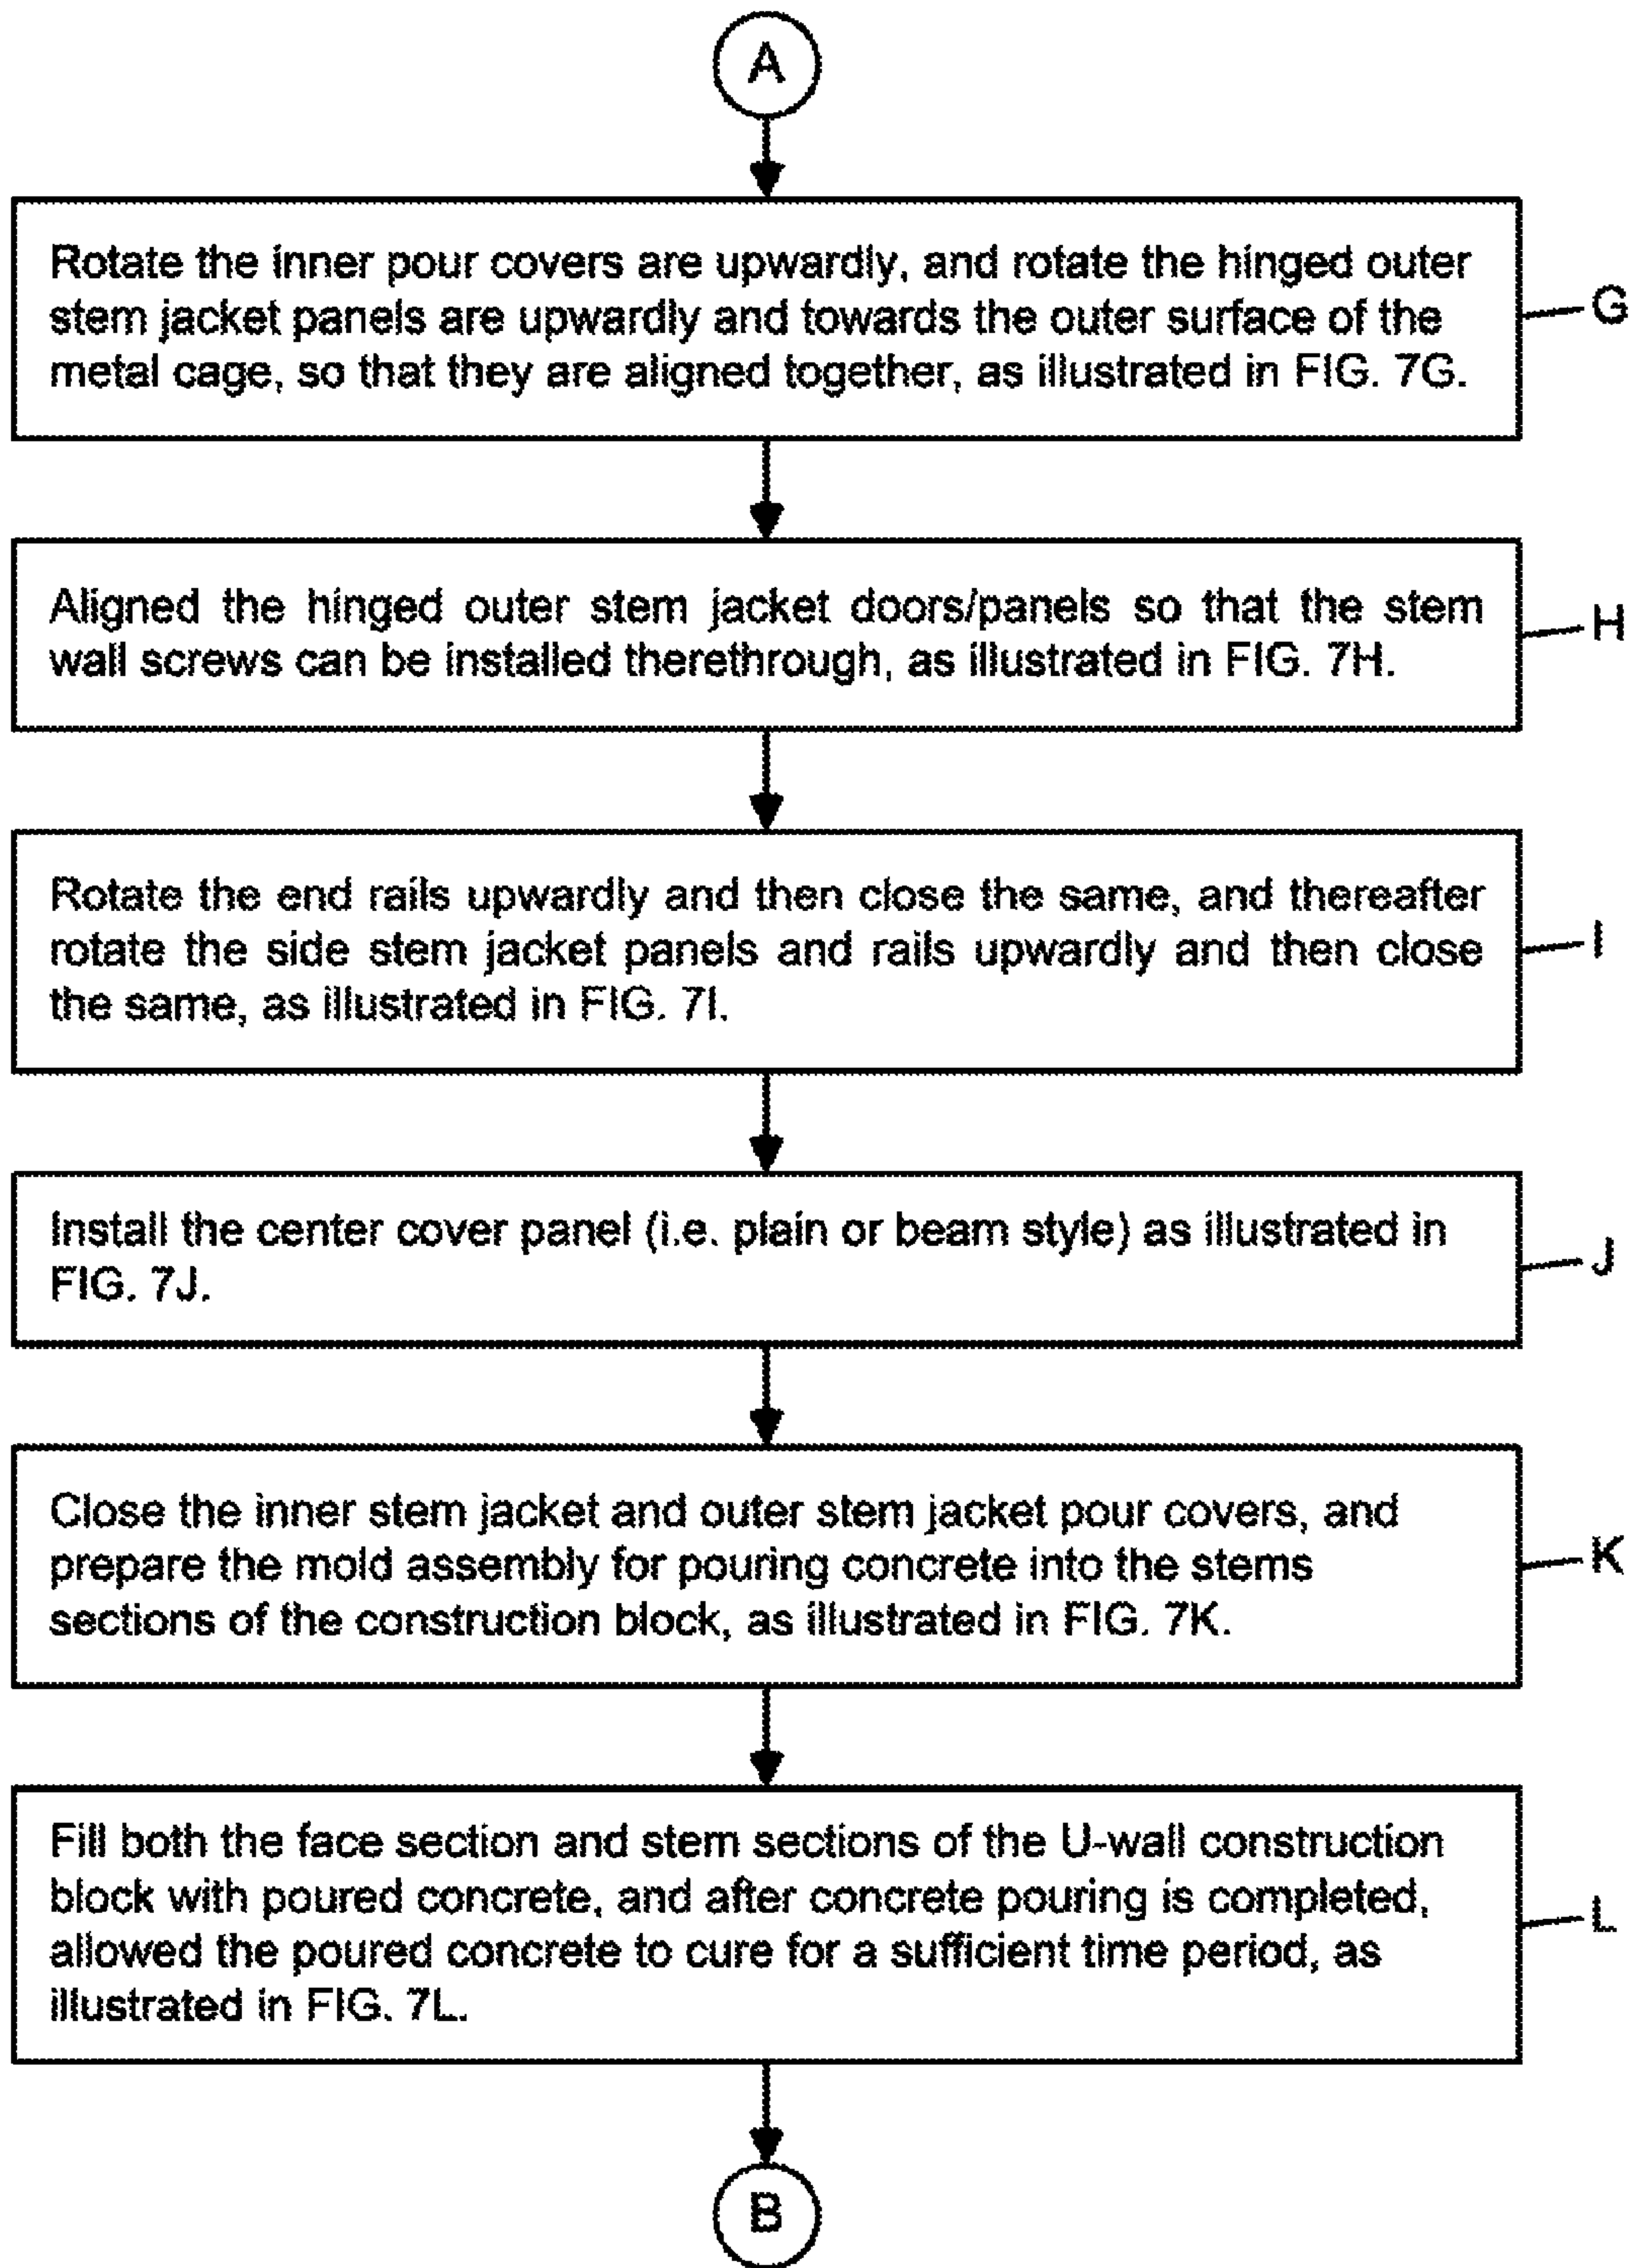 A
Rotate the inner pour covers are upwardly, and rotate the hinged outer
stem jacket panels are upwardly and towards the outer surface of the
metal cage, so that they are aligned together, as illustrated in FIG. 7G.
G
Aligned the hinged outer stem jacket doors/panels so that the stem
wall screws can be installed therethrough, as illustrated in FIG. 7H.
H
Rotate the end rails upwardly and then close the same, and thereafter
rotate the side stem jacket panels and rails upwardly and then close
the same, as illustrated in FIG. 7I.
I
Install the center cover panel (i.e. plain or beam style) as illustrated in
FIG. 7J.
J
Close the inner stem jacket and outer stem jacket pour covers, and
prepare the mold assembly for pouring concrete into the stems
sections of the construction block, as illustrated in FIG. 7K.
K
Fill both the face section and stem sections of the U-wall construction
block with poured concrete, and after concrete pouring is completed,
allowed the poured concrete to cure for a sufficient time period, as
illustrated in FIG. 7L.
L
B